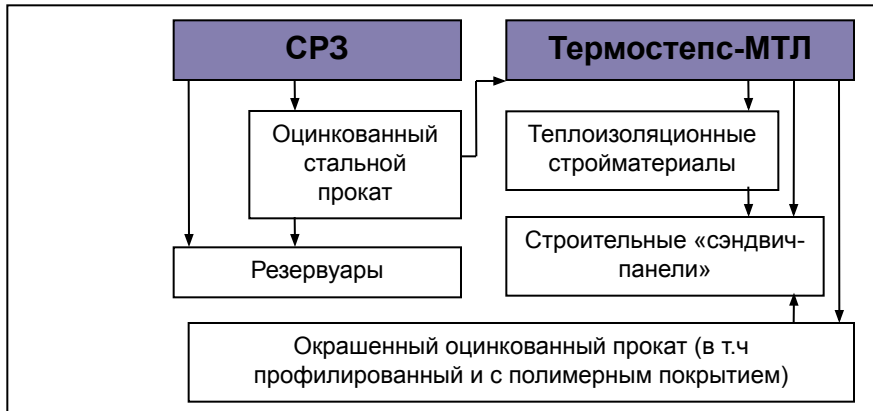 СРЗ
Термостепс-МТЛ
Оцинкованный
стальной
прокат
Теплоизоляционные
стройматериалы
Резервуары
Строительные «сэндвич-
панели»
Окрашенный оцинкованный прокат (в т.ч
профилированный и с полимерным покрытием)